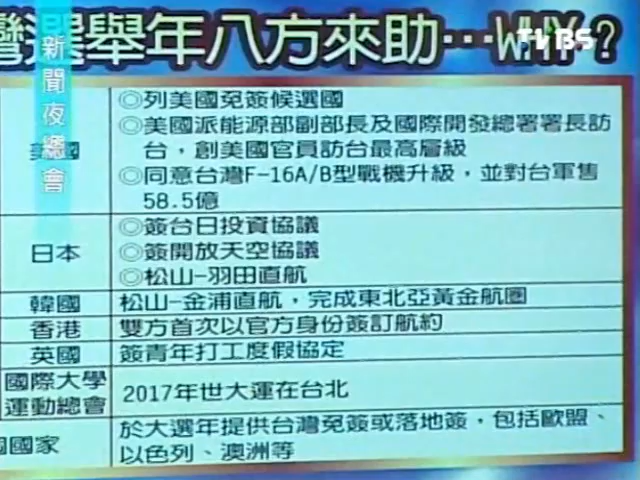 灣選舉年八方來助…WHY?
TVBS
新聞夜總會
美國
◎列美國免簽候選國
◎美國派能源部副部長及國際開發總署署長訪
台,創美國官員訪台最高層級
◎同意台灣F-16A/B型戰機升級,並對台軍售
58.5億
日本
◎簽台日投資協議
◎簽開放天空協議
◎松山-羽田直航
韓國
松山-金浦直航,完成東北亞黃金航圈
香港
雙方首次以官方身份簽訂航約
英國
簽青年打工度假協定
國際大學
運動總會
2017年世大運在台北
國家
於大選年提供台灣免簽或落地簽,包括歐盟、
以色列、澳洲等